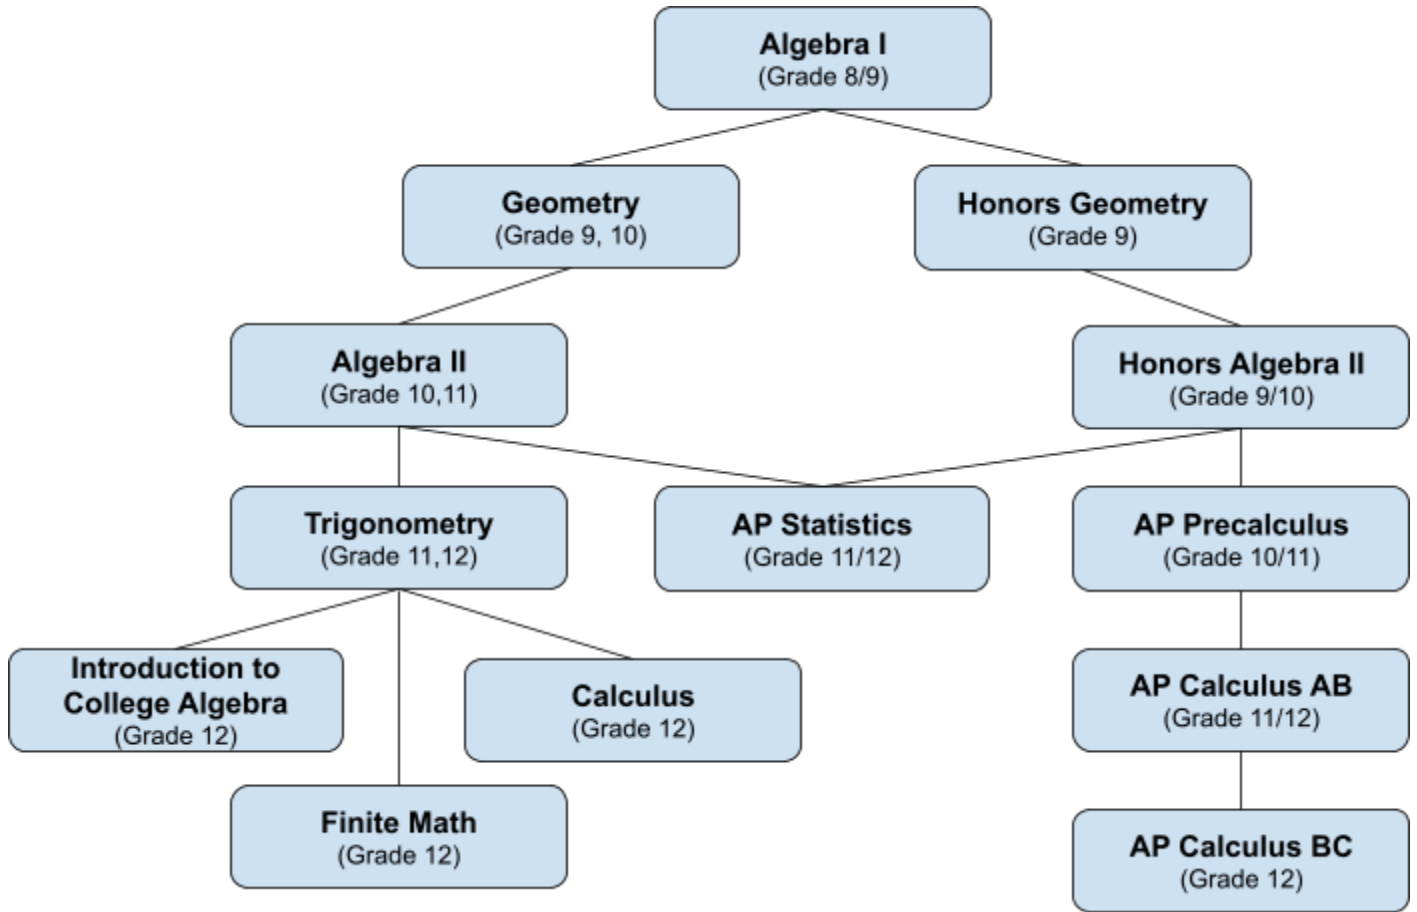 Algebra I
(Grade 8/9)
Geometry
(Grade 9, 10)
Honors Geometry
(Grade 9)
Algebra II
(Grade 10,11)
Honors Algebra II
(Grade 9/10)
Trigonometry
(Grade 11,12)
AP Statistics
(Grade 11/12)
AP Precalculus
(Grade 10/11)
Introduction to
College Algebra
(Grade 12)
Calculus
(Grade 12)
AP Calculus AB
(Grade 11/12)
Finite Math
(Grade 12)
AP Calculus BC
(Grade 12)